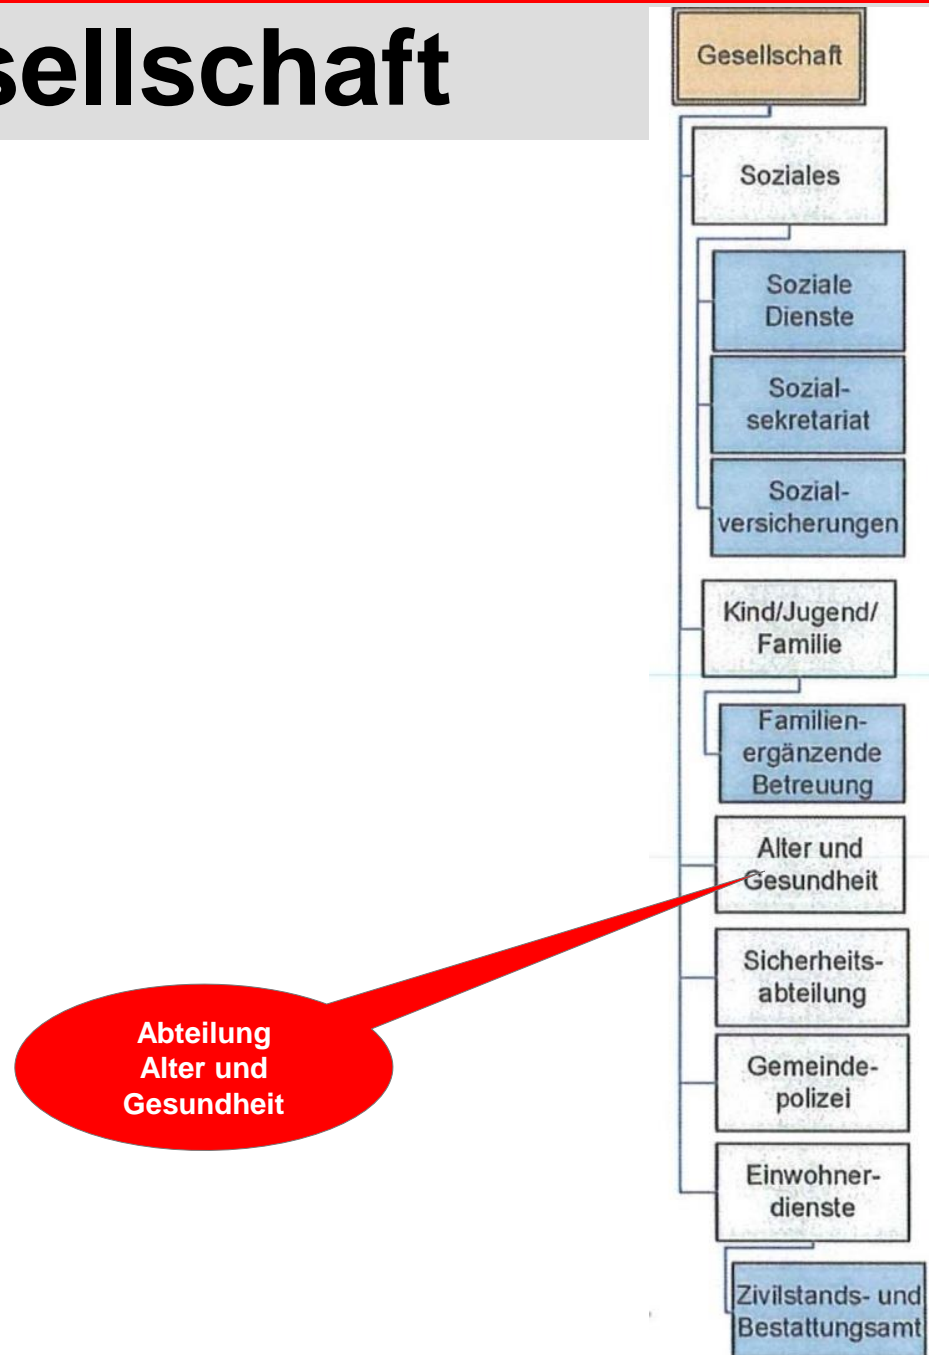 sellschaft
Gesellschaft
Soziales
Soziale
Dienste
Sozial-
sekretariat
Sozial-
versicherungen
Kind/Jugend/
Familie
Familien-
ergänzende
Betreuung
Alter und
Gesundheit
Sicherheits-
abteilung
Gemeinde-
polizei
Einwohner-
dienste
Zivilstands- und
Bestattungsamt
Abteilung
Alter und
Gesundheit